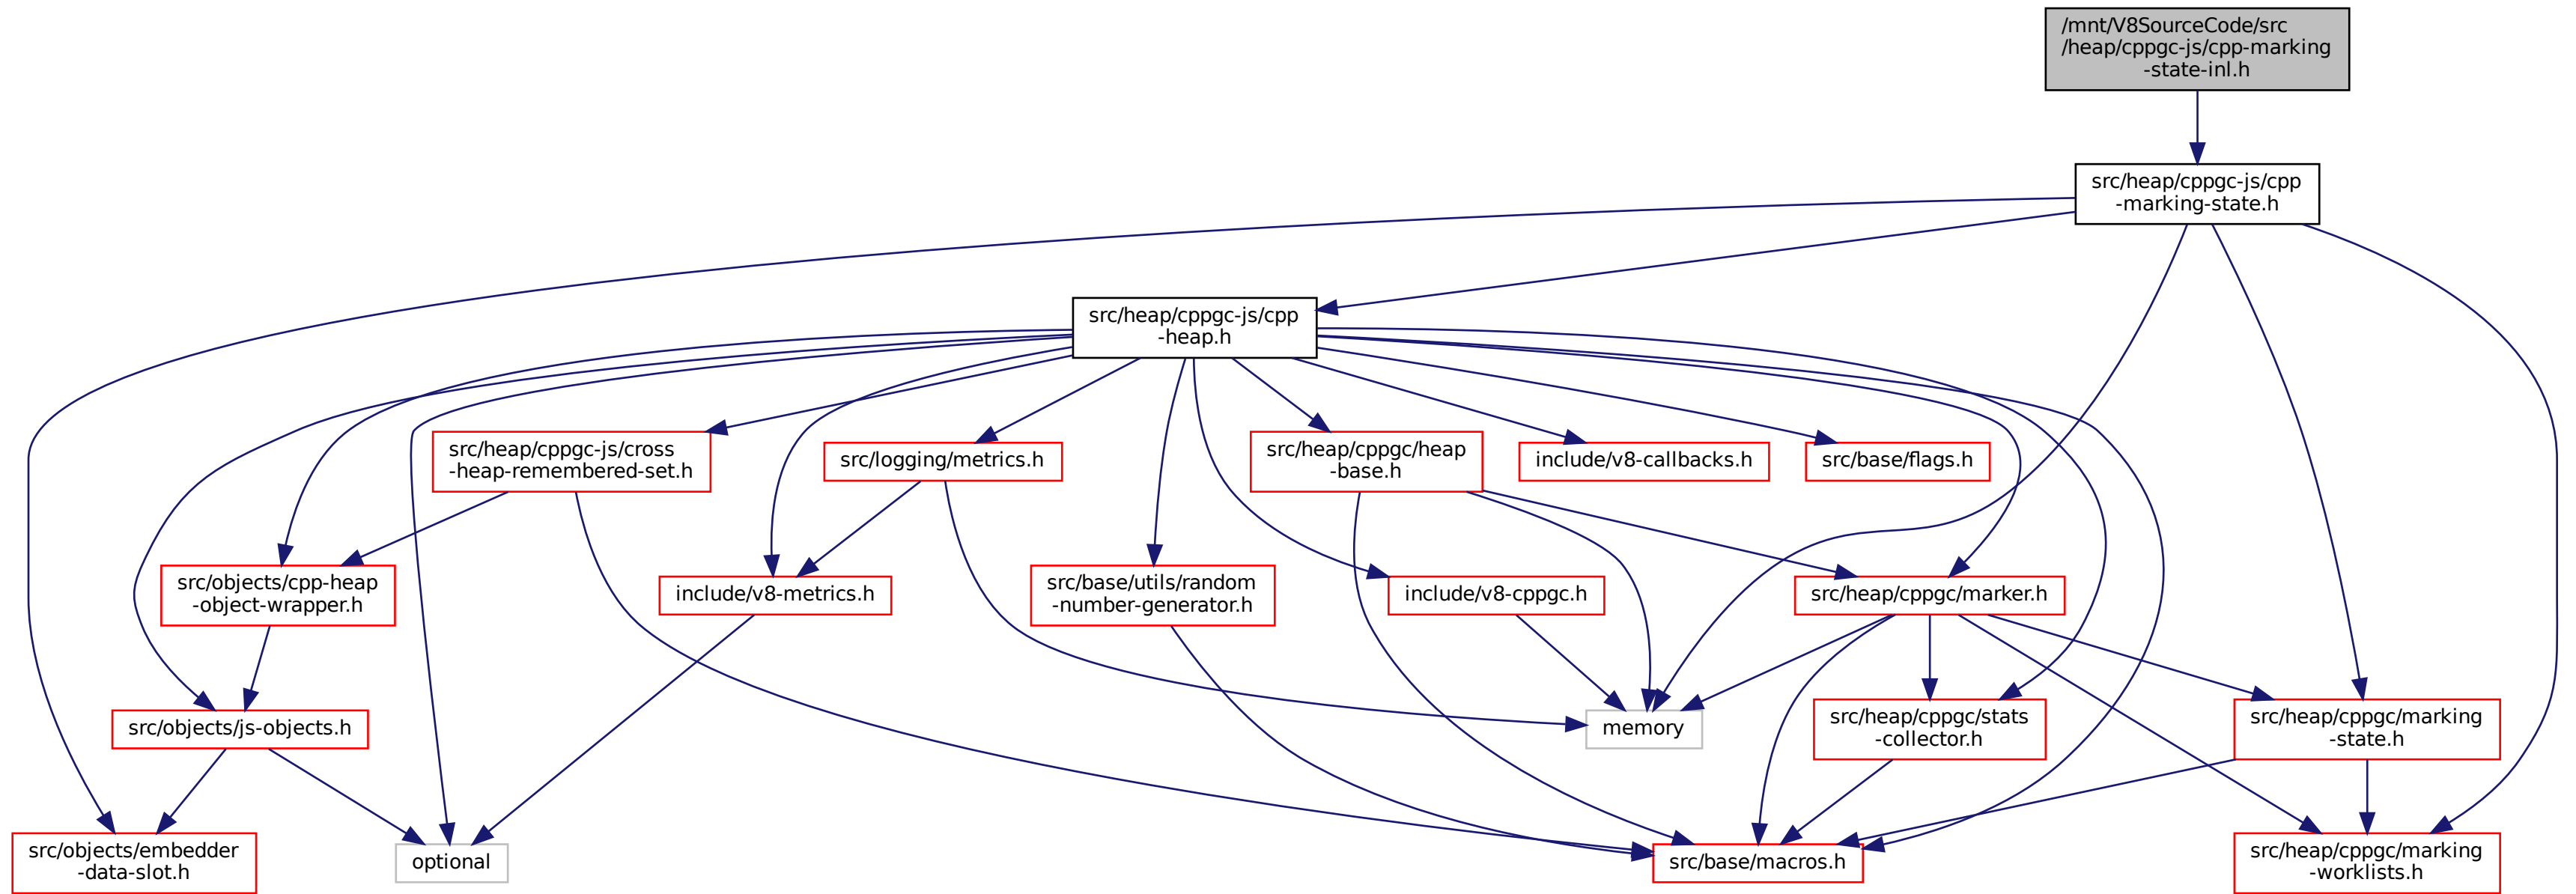 /mnt/V8SourceCode/src
/heap/cppgc-js/cpp-marking
-state-inl.h
src/heap/cppgc-js/cpp
-marking-state.h
src/heap/cppgc-js/cpp
-heap.h
src/heap/cppgc-js/cross
-heap-remembered-set.h
src/logging/metrics.h
src/heap/cppgc/heap
-base.h
include/v8-callbacks.h
src/base/flags.h
src/objects/cpp-heap
-object-wrapper.h
include/v8-metrics.h
src/base/utils/random
-number-generator.h
include/v8-cppgc.h
src/heap/cppgc/marker.h
src/objects/js-objects.h
memory
src/heap/cppgc/stats
-collector.h
src/heap/cppgc/marking
-state.h
src/objects/embedder
-data-slot.h
optional
src/base/macros.h
src/heap/cppgc/marking
-worklists.h